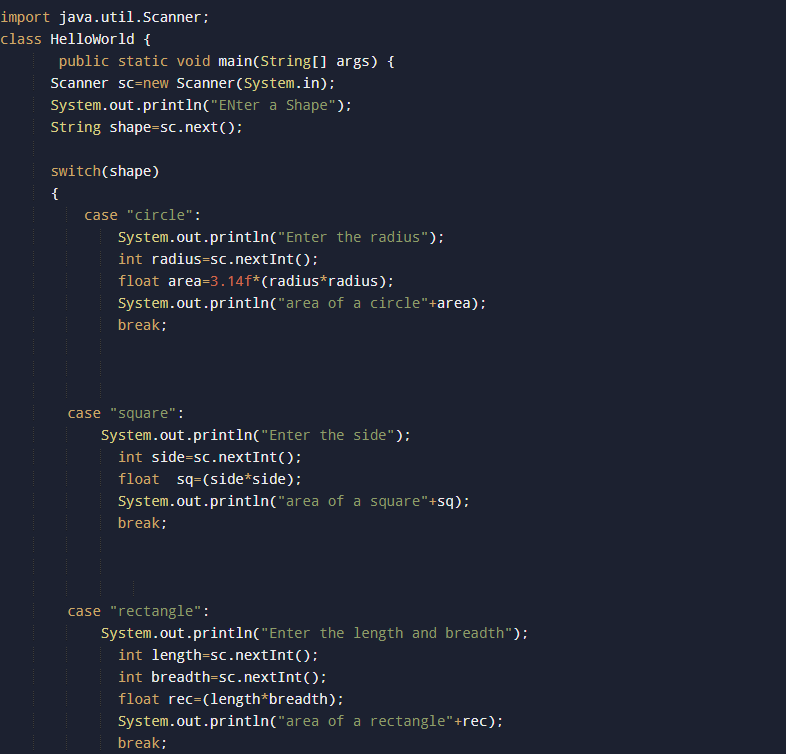 import java.util.Scanner;
class HelloWorld {
public static void main(String[] args) {
Scanner sc=new Scanner(System.in);
System.out.println("ENter a Shape");
String shape=sc.next();
switch(shape)
{
case "circle":
System.out.println("Enter the radius");
int radius=sc.nextInt();
float area=3.14f*(radius*radius);
System.out.println("area of a circle"+area);
break;
case "square":
System.out.println("Enter the side");
int side=sc.nextInt();
float  sq=(side*side);
System.out.println("area of a square"+sq);
break;
case "rectangle":
System.out.println("Enter the length and breadth");
int length=sc.nextInt();
int breadth=sc.nextInt();
float rec=(length*breadth);
System.out.println("area of a rectangle"+rec);
break;